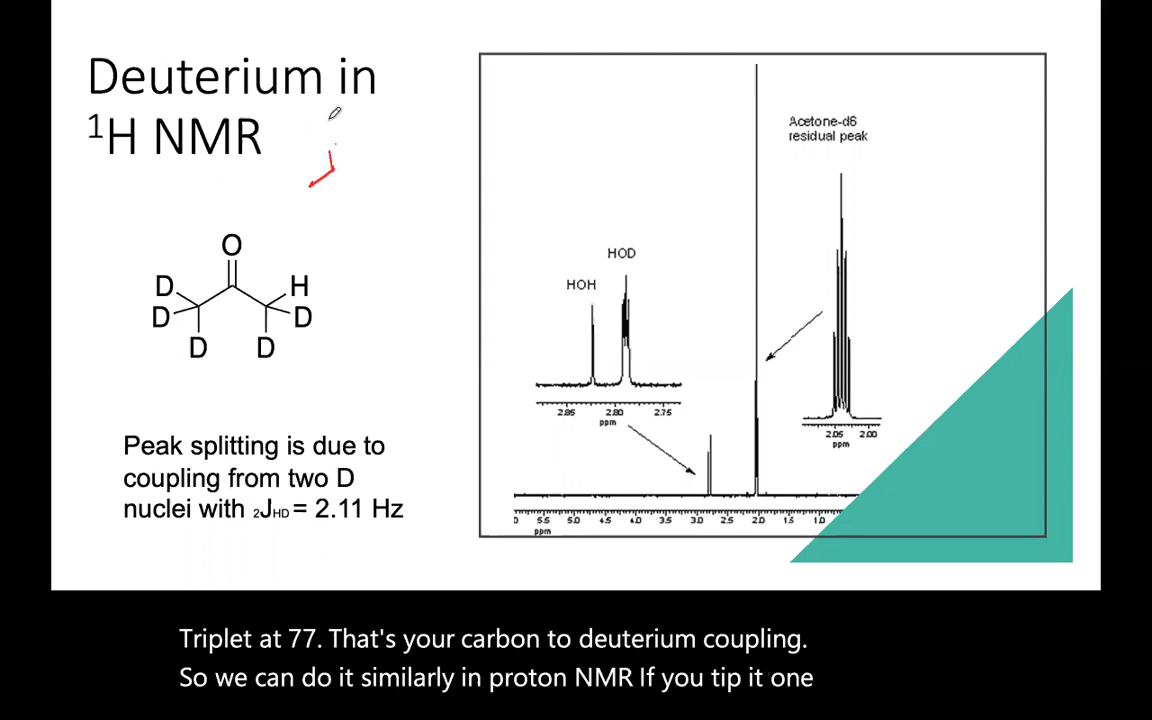 Deuterium in
¹H NMR
Acetone-d6
residual peak
HOD
HOH
O
D H
D D
D D
2.85 2.80 2.75
ppm
2.05 2.00
ppm
Peak splitting is due to
coupling from two D
nuclei with ₂JHD = 2.11 Hz
0 5.5 5.0 4.5 4.0 3.5 3.0 2.5 2.0 1.5 1.0
ppm
Triplet at 77. That's your carbon to deuterium coupling.
So we can do it similarly in proton NMR If you tip it one